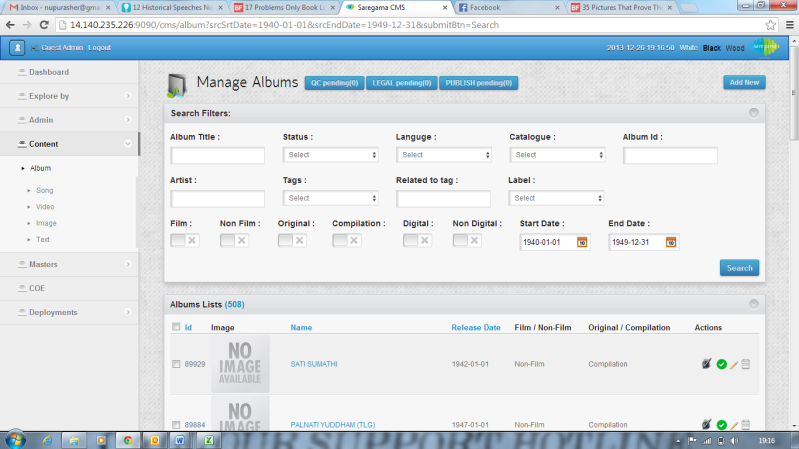 Inbox - nupurasher@gma
12 Historical Speeches No
17 Problems Only Book L
Saregama CMS
Facebook
35 Pictures That Prove Th
14.140.235.226:9090/cms/album?srcSrtDate=1940-01-01&srcEndDate=1949-12-31&submitBtn=Search
Hi, Guest Admin Logout
2013-12-26 19:16:50 White Black Wood
Dashboard
Explore by
Admin
Content
Album
Song
Video
Image
Text
Masters
COE
Deployments
Manage Albums QC pending(0) LEGAL pending(0) PUBLISH pending(0) Add New
Search Filters:
Album Title : Status : Languge : Catalogue : Album Id :
Select Select Select
Artist : Tags : Related to tag : Label :
Select Select
Film : Non Film : Original : Compilation : Digital : Non Digital : Start Date : End Date :
1940-01-01 1949-12-31
Search
Albums Lists (508)
Id Image Name Release Date Film / Non-Film Original / Compilation Actions
89929 NO IMAGE AVAILABLE SATI SUMATHI 1942-01-01 Non-Film Compilation
89884 NO IMAGE PALNATI YUDDHAM (TLG) 1947-01-01 Non-Film Compilation
OUR SUPPORT HOTLINE
19:16